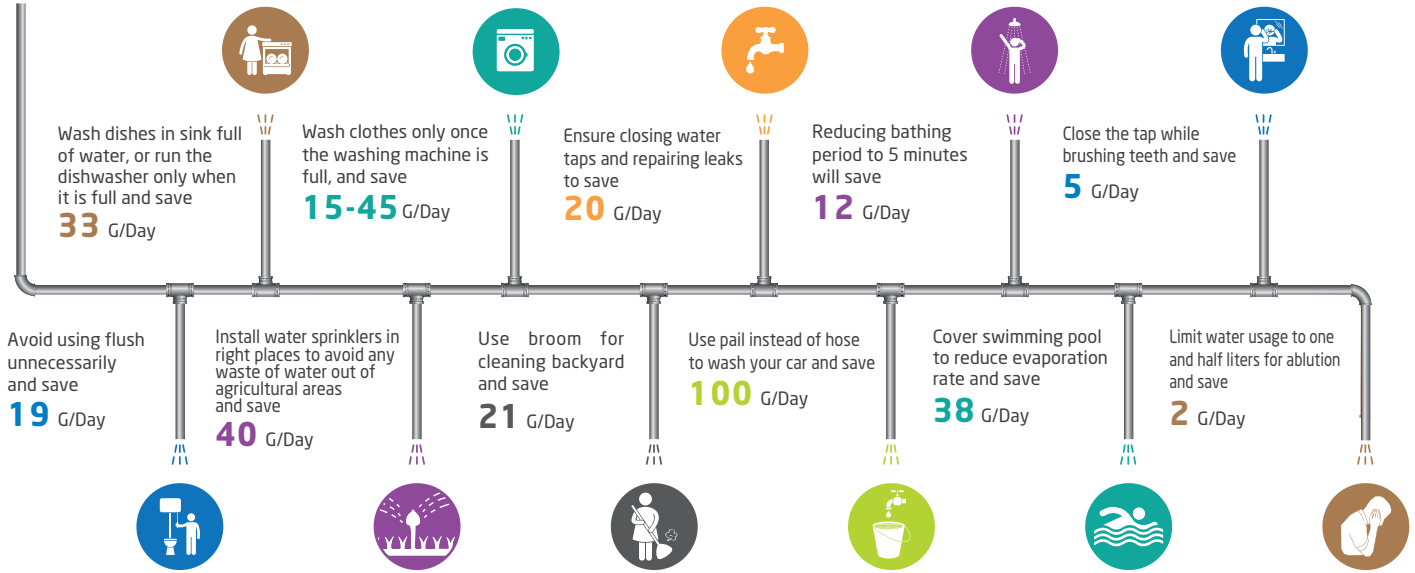 Wash dishes in sink full
of water, or run the
dishwasher only when
it is full and save
33 G/Day
Wash clothes only once
the washing machine is
full, and save
15-45 G/Day
Ensure closing water
taps and repairing leaks
to save
20 G/Day
Reducing bathing
period to 5 minutes
will save
12 G/Day
Close the tap while
brushing teeth and save
5 G/Day
Avoid using flush
unnecessarily
and save
19 G/Day
Install water sprinklers in
right places to avoid any
waste of water out of
agricultural areas
and save
40 G/Day
Use broom for
cleaning backyard
and save
21 G/Day
Use pail instead of hose
to wash your car and save
100 G/Day
Cover swimming pool
to reduce evaporation
rate and save
38 G/Day
Limit water usage to one
and half liters for ablution
and save
2 G/Day